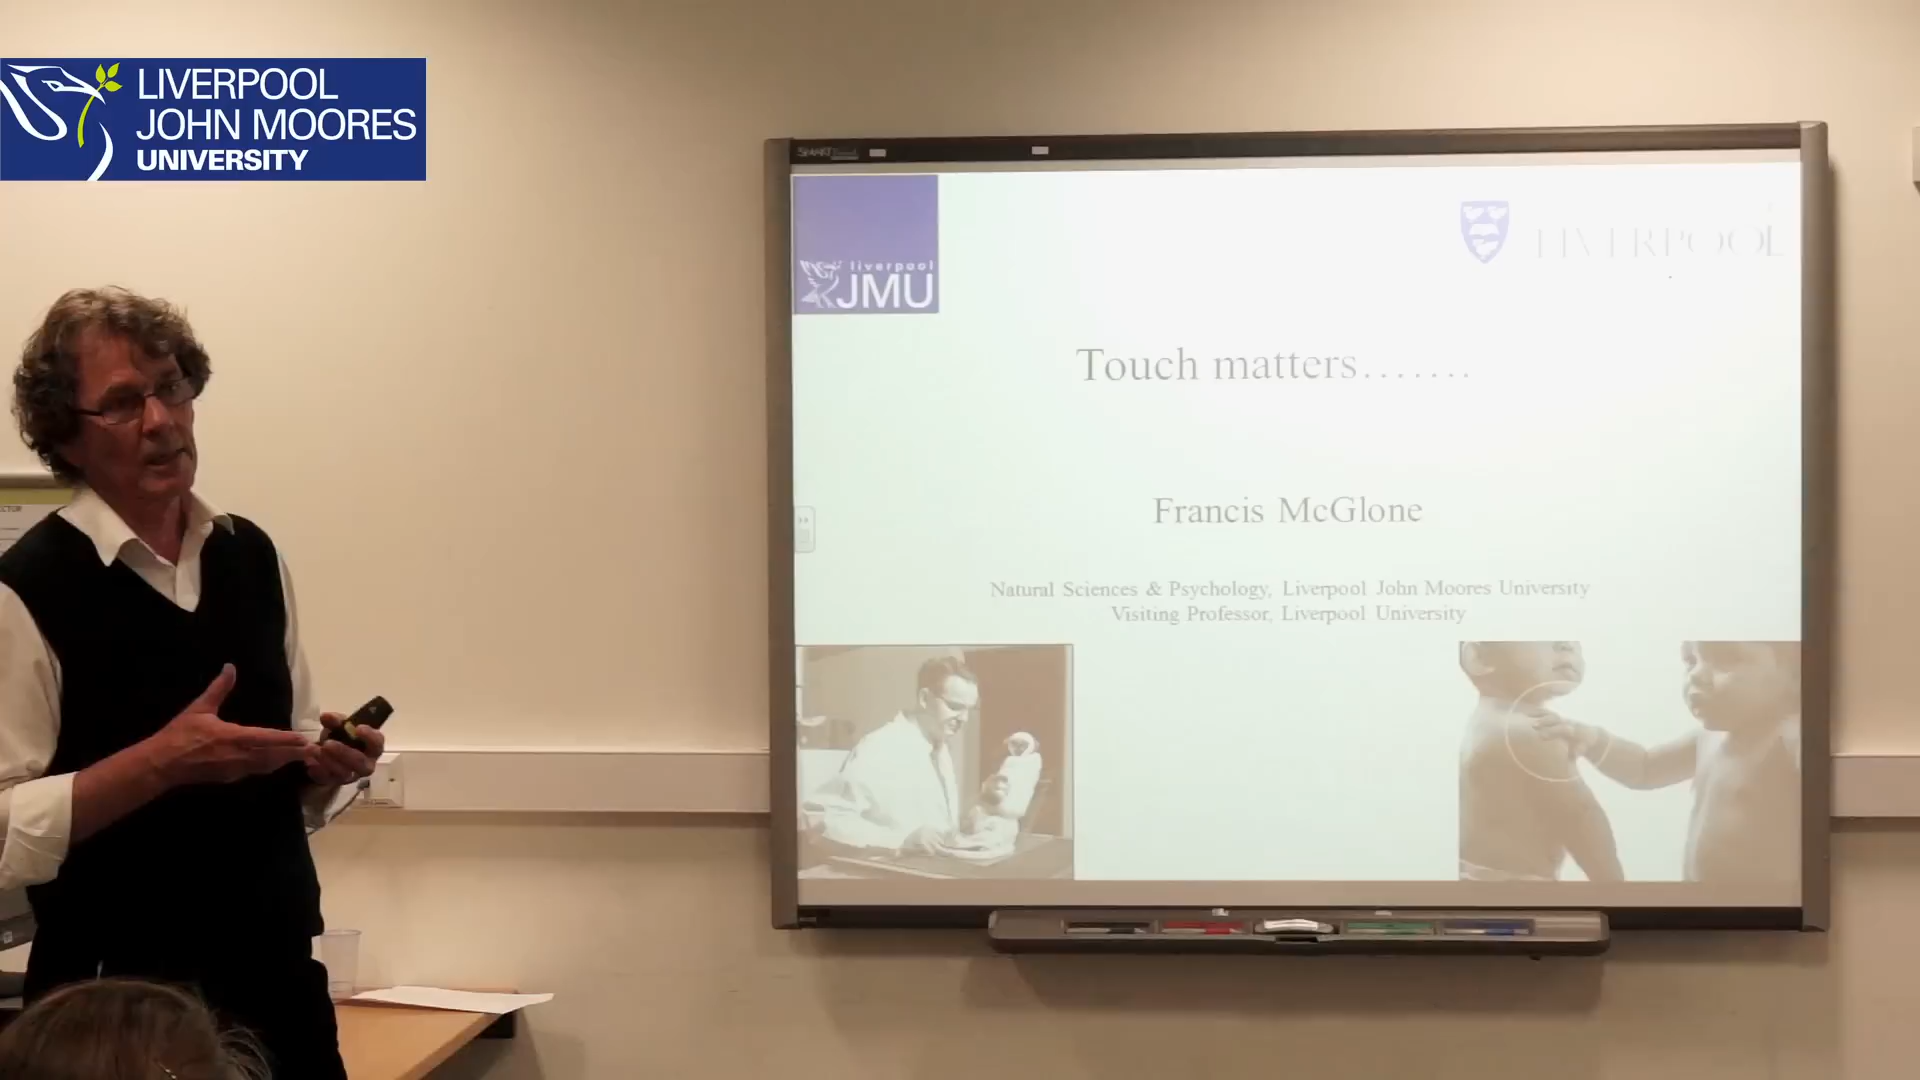 LIVERPOOL
JOHN MOORES
UNIVERSITY
SMART
liverpool
JMU
LIVERPOOL
Touch matters.......
Francis McGlone
Natural Sciences & Psychology, Liverpool John Moores University
Visiting Professor, Liverpool University